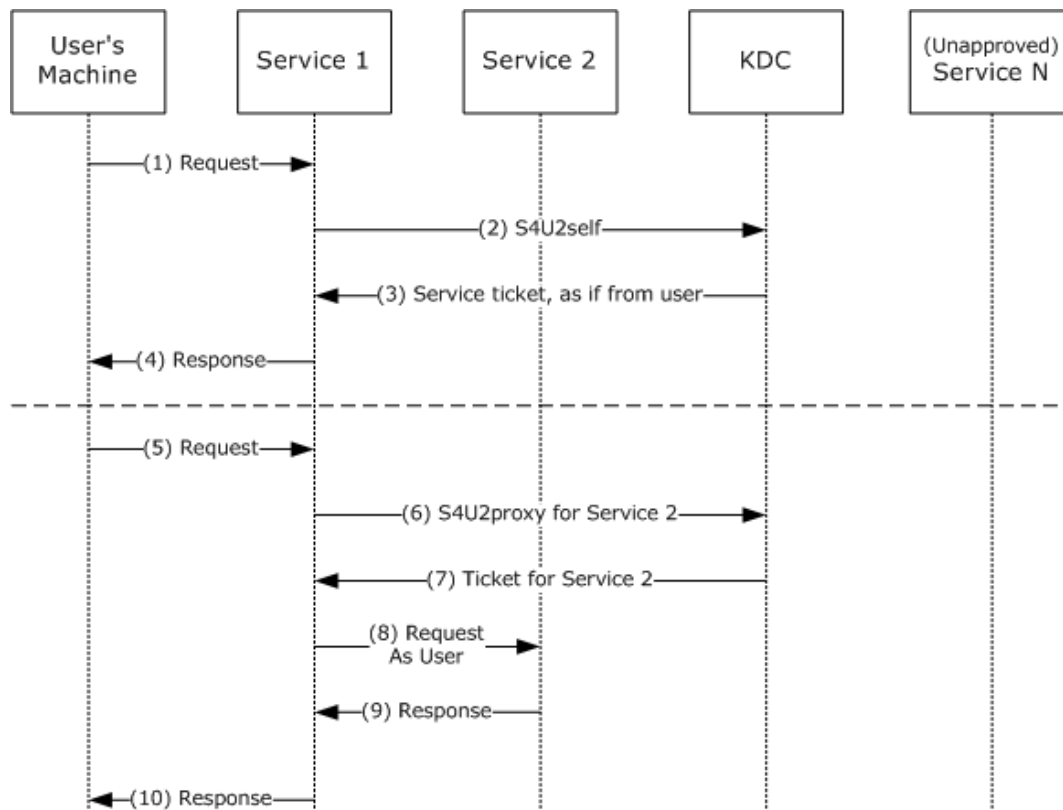 User's
Machine
Service 1
Service 2
KDC
(Unapproved)
Service N
(1) Request
(2) S4U2self
(3) Service ticket, as if from user
(4) Response
(5) Request
(6) S4U2proxy for Service 2
(7) Ticket for Service 2
(8) Request
As User
(9) Response
(10) Response